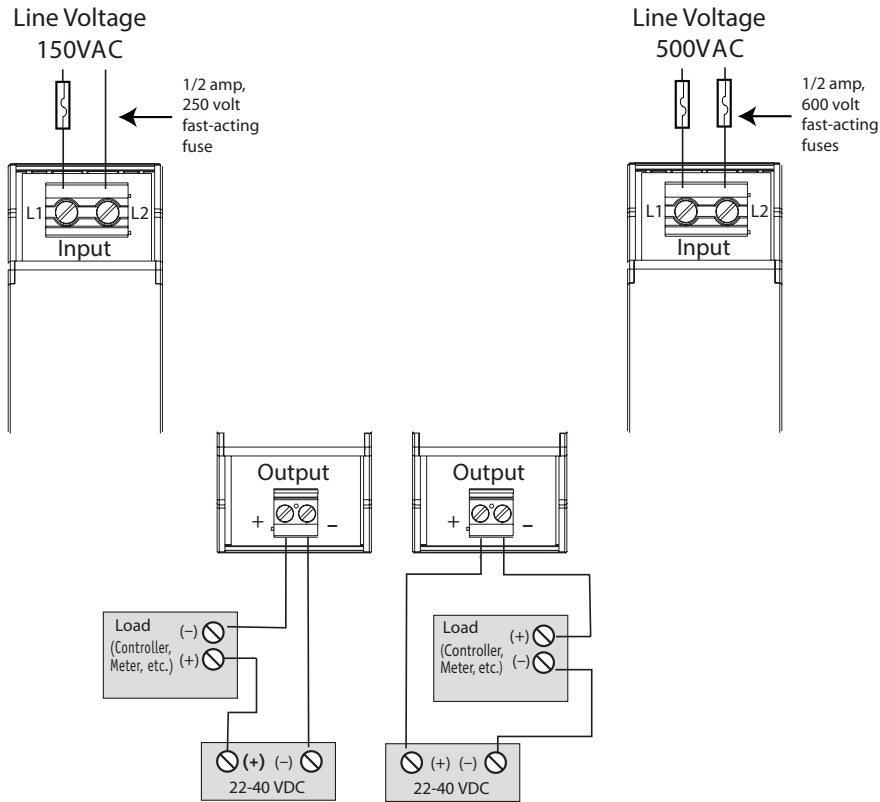 Line Voltage
150VAC
1/2 amp,
250 volt
fast-acting
fuse
L1
L2
Input
Line Voltage
500VAC
1/2 amp,
600 volt
fast-acting
fuses
L1
L2
Input
Output
+
–
Load
(Controller,
Meter, etc.)
(–)
(+)
(+) (–)
22-40 VDC
Output
+
–
Load
(Controller,
Meter, etc.)
(+)
(–)
(+) (–)
22-40 VDC